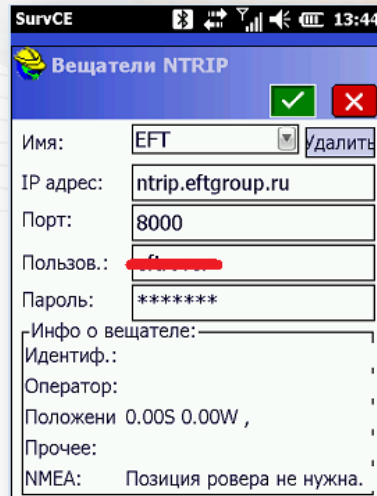 SurvCE 13:44
Вещатели NTRIP
Имя: EFT Удалить
IP адрес: ntrip.eftgroup.ru
Порт: 8000
Пользов.:
Пароль: *******
Инфо о вещателе:
Идентиф.:
Оператор:
Положени 0.00S 0.00W ,
Прочее:
NMEA: Позиция ровера не нужна.